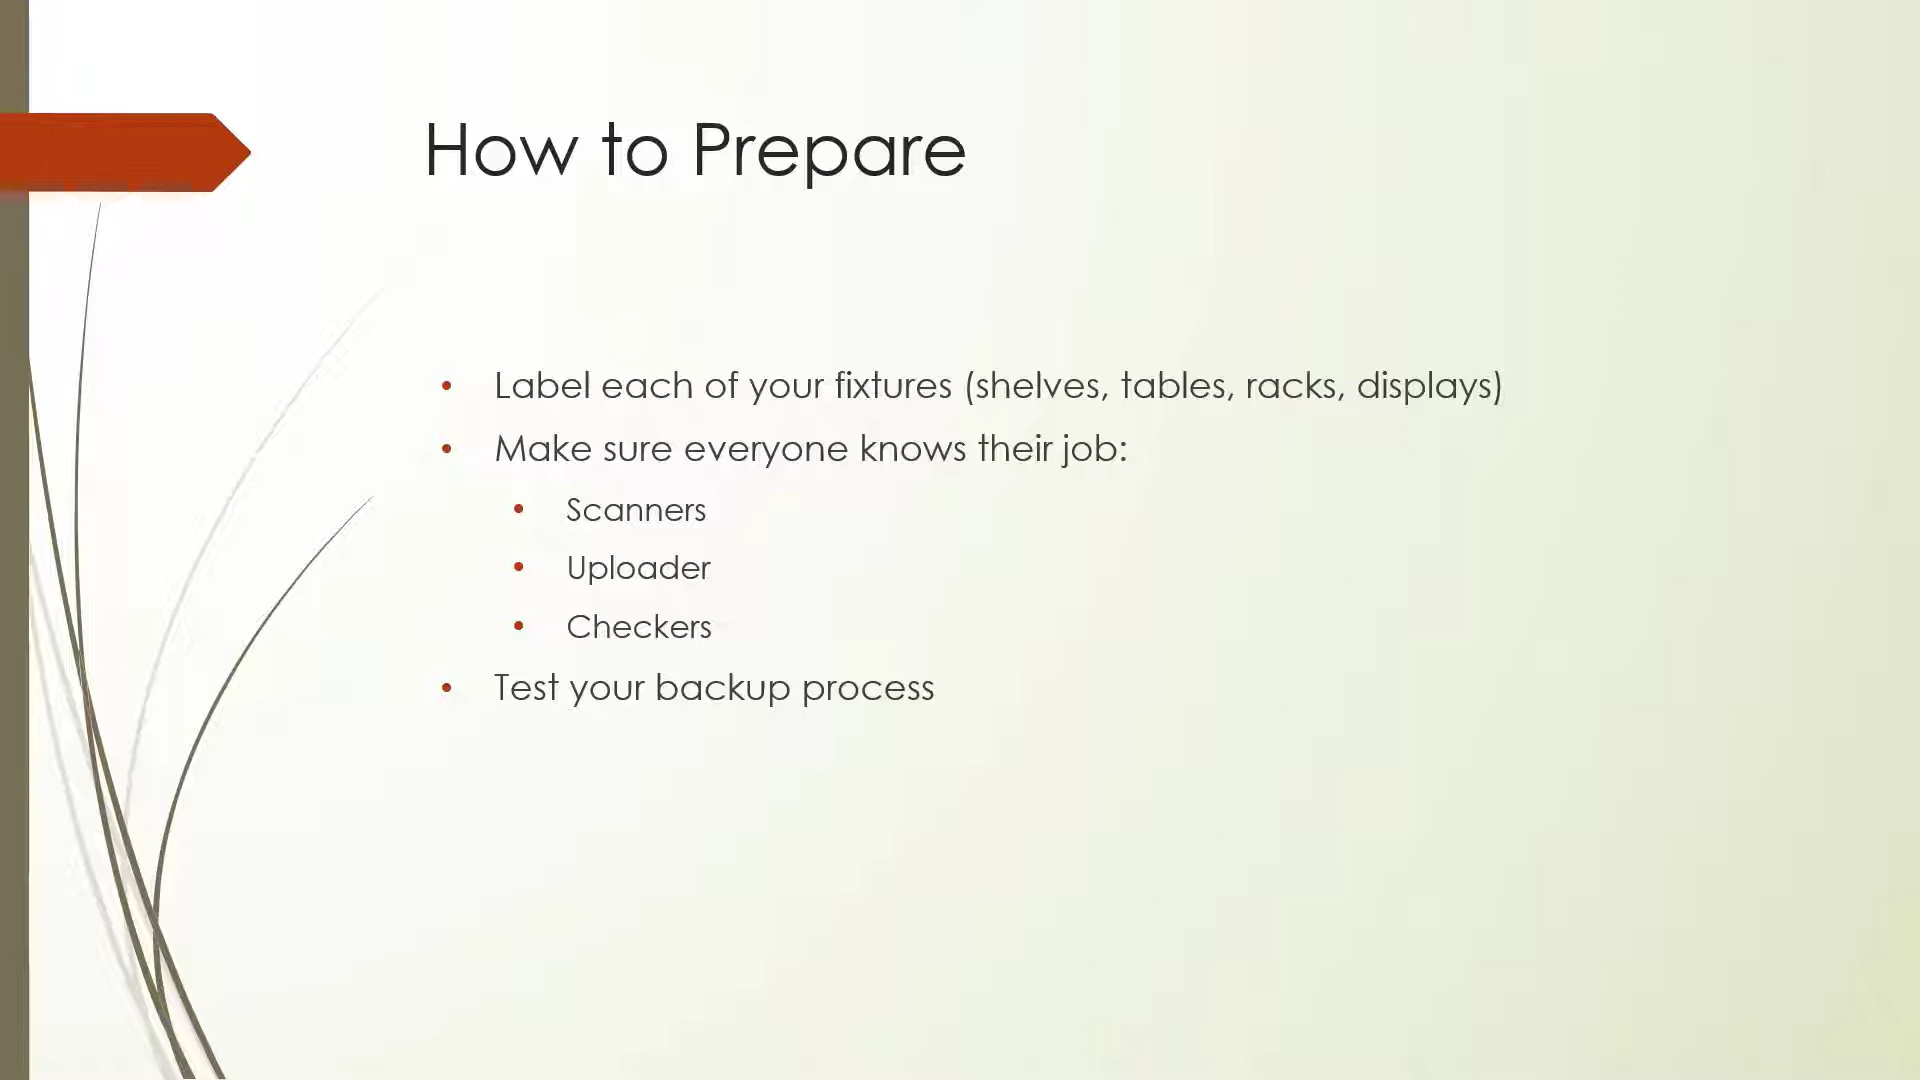 How to Prepare
• Label each of your fixtures (shelves, tables, racks, displays)
• Make sure everyone knows their job:
• Scanners
• Uploader
• Checkers
• Test your backup process